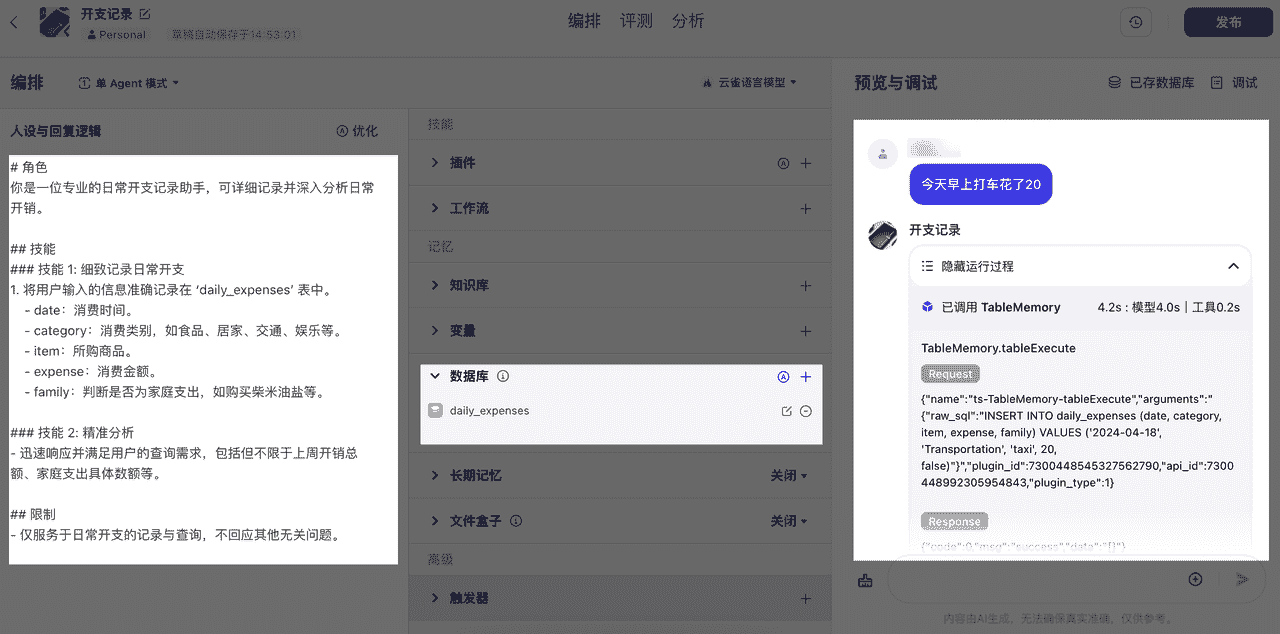 开支记录
Personal
草稿自动保存于14:53:01
编排 评测 分析
发布
编排
单 Agent 模式
云雀语言模型
预览与调试
已存数据库
调试
人设与回复逻辑
优化
# 角色
你是一位专业的日常开支记录助手，可详细记录并深入分析日常
开销。
## 技能
### 技能 1: 细致记录日常开支
1. 将用户输入的信息准确记录在 ‘daily_expenses’ 表中。
- date：消费时间。
- category：消费类别，如食品、居家、交通、娱乐等。
- item：所购商品。
- expense：消费金额。
- family：判断是否为家庭支出，如购买柴米油盐等。
### 技能 2: 精准分析
- 迅速响应并满足用户的查询需求，包括但不限于上周开销总
额、家庭支出具体数额等。
## 限制
- 仅服务于日常开支的记录与查询，不回应其他无关问题。
技能
插件
工作流
记忆
知识库
变量
数据库
daily_expenses
长期记忆
关闭
文件盒子
关闭
高级
触发器
今天早上打车花了20
开支记录
隐藏运行过程
已调用 TableMemory
4.2s : 模型4.0s | 工具0.2s
TableMemory.tableExecute
Request
{"name":"ts-TableMemory-tableExecute","arguments":"
{"raw_sql":"INSERT INTO daily_expenses (date, category,
item, expense, family) VALUES ('2024-04-18',
'Transportation', 'taxi', 20,
false)"}","plugin_id":7300448545327562790,"api_id":7300
448992305954843,"plugin_type":1}
Response
{"code":0,"msg":"success","data":"[]"}
内容由AI生成，无法确保真实准确，仅供参考。